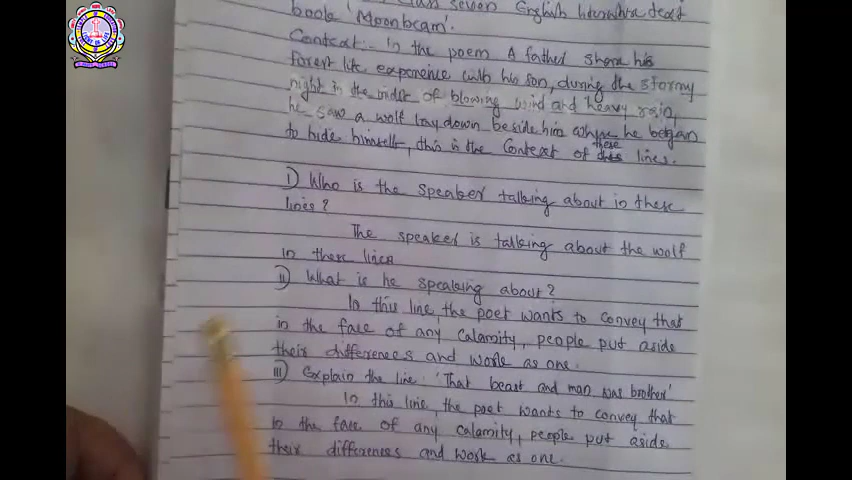 class seven English literature text
book 'Moonbeam'.
Context:- In the poem A father share his
forest life experience with his son, during the stormy
night in the midst of blowing wind and heavy rain,
he saw a wolf lay down beside him where he began
to hide himself, this is the Context of these lines.
i) Who is the speaker talking about in these
lines?
The speaker is talking about the wolf
in these lines
ii) What is he speaking about?
In this line, the poet wants to convey that
in the face of any calamity, people put aside
their differences and work as one.
iii) Explain the line: 'That beast and man was brother'
In this line, the poet wants to convey that
In the face of any calamity, people put aside
their differences and work as one.